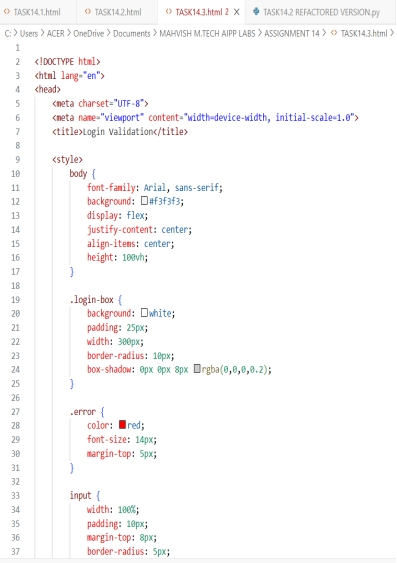 TASK14.1.html TASK14.2.html TASK14.3.html 2 X TASK14.2 REFACTORED VERSION.py
C: > Users > ACER > OneDrive > Documents > MAHVISH M.TECH AIPP LABS > ASSIGNMENT 14 > TASK14.3.html >
1
2 <!DOCTYPE html>
3 <html lang="en">
4 <head>
5 <meta charset="UTF-8">
6 <meta name="viewport" content="width=device-width, initial-scale=1.0">
7 <title>Login Validation</title>
8
9 <style>
10 body {
11 font-family: Arial, sans-serif;
12 background: #f3f3f3;
13 display: flex;
14 justify-content: center;
15 align-items: center;
16 height: 100vh;
17 }
18
19 .login-box {
20 background: white;
21 padding: 25px;
22 width: 300px;
23 border-radius: 10px;
24 box-shadow: 0px 0px 8px rgba(0,0,0,0.2);
25 }
26
27 .error {
28 color: red;
29 font-size: 14px;
30 margin-top: 5px;
31 }
32
33 input {
34 width: 100%;
35 padding: 10px;
36 margin-top: 8px;
37 border-radius: 5px;